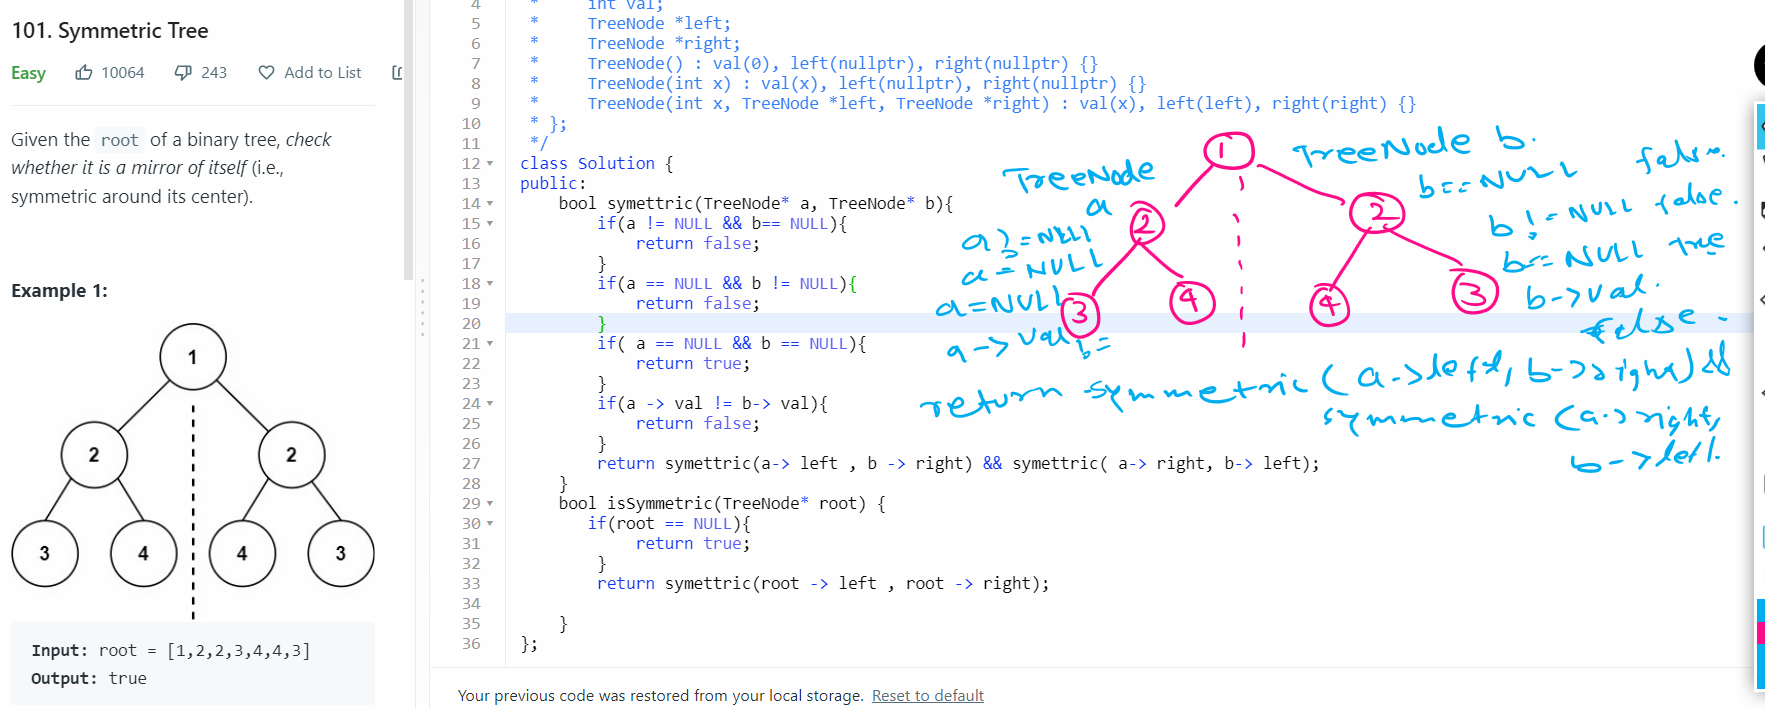 101. Symmetric Tree
Easy 10064 243 Add to List
Given the root of a binary tree, check
whether it is a mirror of itself (i.e.,
symmetric around its center).
Example 1:
1
2 2
3 4 4 3
Input: root = [1,2,2,3,4,4,3]
Output: true
4 * int val;
5 * TreeNode *left;
6 * TreeNode *right;
7 * TreeNode() : val(0), left(nullptr), right(nullptr) {}
8 * TreeNode(int x) : val(x), left(nullptr), right(nullptr) {}
9 * TreeNode(int x, TreeNode *left, TreeNode *right) : val(x), left(left), right(right) {}
10 * };
11 */
12 class Solution {
13 public:
14 bool symettric(TreeNode* a, TreeNode* b){
15 if(a != NULL && b== NULL){
16 return false;
17 }
18 if(a == NULL && b != NULL){
19 return false;
20 }
21 if( a == NULL && b == NULL){
22 return true;
23 }
24 if(a -> val != b-> val){
25 return false;
26 }
27 return symettric(a-> left , b -> right) && symettric( a-> right, b-> left);
28 }
29 bool isSymmetric(TreeNode* root) {
30 if(root == NULL){
31 return true;
32 }
33 return symettric(root -> left , root -> right);
34
35 }
36 };
1
2 2
3 4 4 3
TreeNode
a
a != NULL
a = NULL
a = NULL
a -> val !=
TreeNode b.
b == NULL false.
b != NULL false.
b == NULL true
b -> val.
false.
return symmetric (a->left, b->right) &&
symmetric (a->right,
b->left.
Your previous code was restored from your local storage. Reset to default